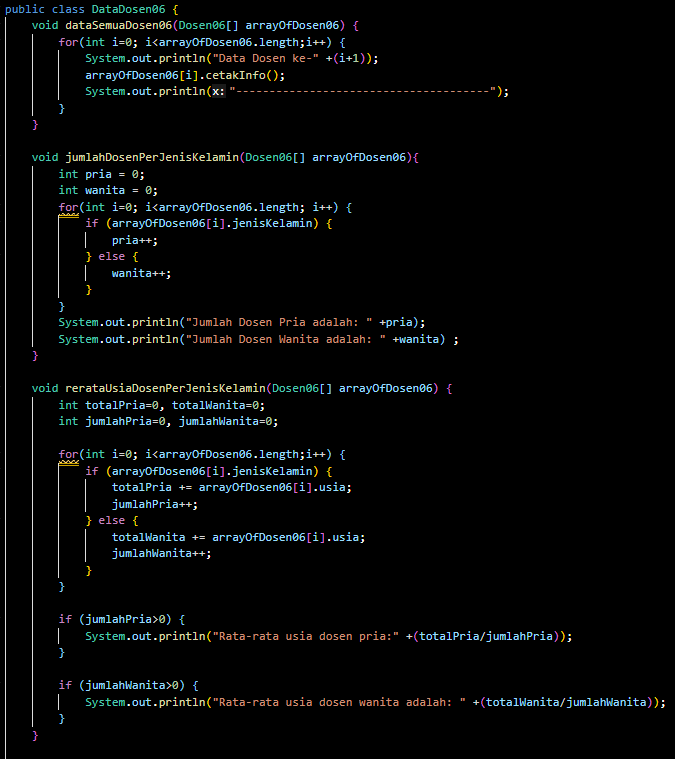 public class DataDosen06 {
    void dataSemuaDosen06(Dosen06[] arrayOfDosen06) {
        for(int i=0; i<arrayOfDosen06.length;i++) {
            System.out.println("Data Dosen ke-" +(i+1));
            arrayOfDosen06[i].cetakInfo();
            System.out.println(x: "--------------------------------------");
        }
    }

    void jumlahDosenPerJenisKelamin(Dosen06[] arrayOfDosen06){
        int pria = 0;
        int wanita = 0;
        for(int i=0; i<arrayOfDosen06.length; i++) {
            if (arrayOfDosen06[i].jenisKelamin) {
                pria++;
            } else {
                wanita++;
            }
        }
        System.out.println("Jumlah Dosen Pria adalah: " +pria);
        System.out.println("Jumlah Dosen Wanita adalah: " +wanita) ;
    }

    void rerataUsiaDosenPerJenisKelamin(Dosen06[] arrayOfDosen06) {
        int totalPria=0, totalWanita=0;
        int jumlahPria=0, jumlahWanita=0;

        for(int i=0; i<arrayOfDosen06.length;i++) {
            if (arrayOfDosen06[i].jenisKelamin) {
                totalPria += arrayOfDosen06[i].usia;
                jumlahPria++;
            } else {
                totalWanita += arrayOfDosen06[i].usia;
                jumlahWanita++;
            }
        }

        if (jumlahPria>0) {
            System.out.println("Rata-rata usia dosen pria:" +(totalPria/jumlahPria));
        }

        if (jumlahWanita>0) {
            System.out.println("Rata-rata usia dosen wanita adalah: " +(totalWanita/jumlahWanita));
        }
    }